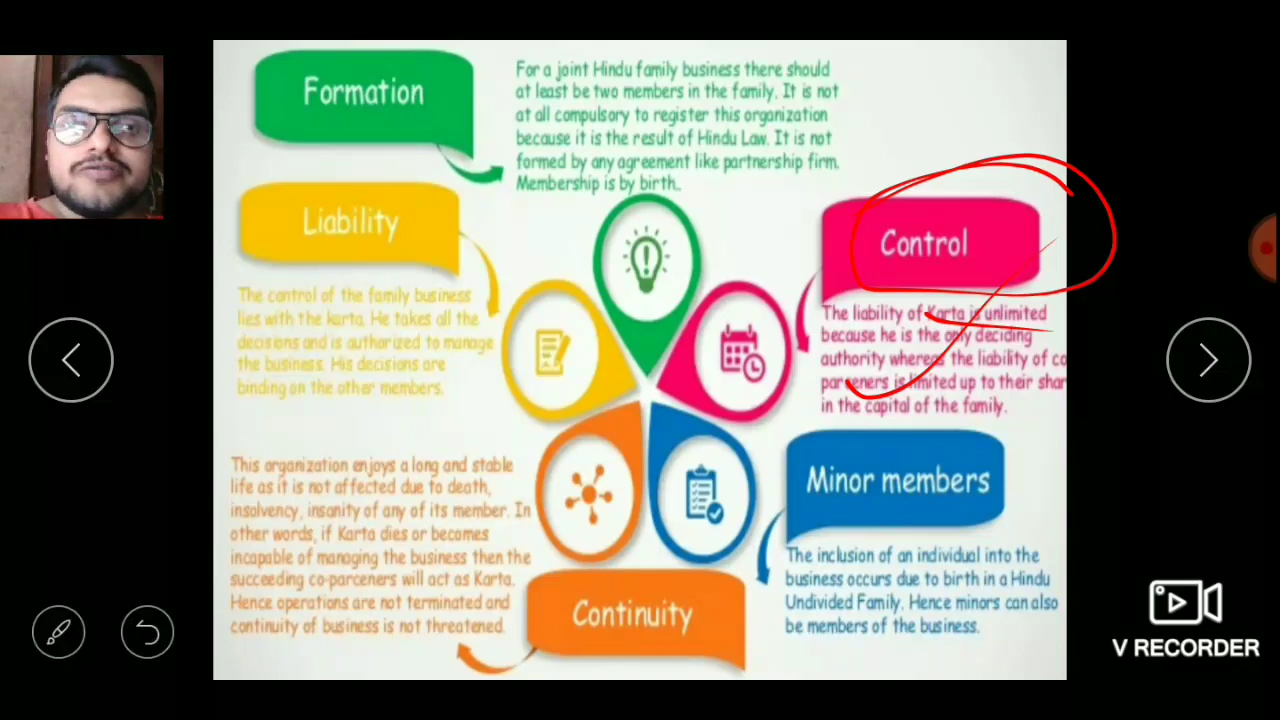 Formation
For a joint Hindu family business there should
at least be two members in the family. It is not
at all compulsory to register this organization
because it is the result of Hindu Law. It is not
formed by any agreement like partnership firm.
Membership is by birth..
Liability
The control of the family business
lies with the karta. He takes all the
decisions and is authorized to manage
the business. His decisions are
binding on the other members.
Control
The liability of Karta is unlimited
because he is the only deciding
authority whereas the liability of co
parceners is limited up to their shar
in the capital of the family.
Minor members
The inclusion of an individual into the
business occurs due to birth in a Hindu
Undivided Family. Hence minors can also
be members of the business.
This organization enjoys a long and stable
life as it is not affected due to death,
insolvency, insanity of any of its member. In
other words, if Karta dies or becomes
incapable of managing the business then the
succeeding co-parceners will act as Karta.
Hence operations are not terminated and
continuity of business is not threatened.
Continuity
V RECORDER